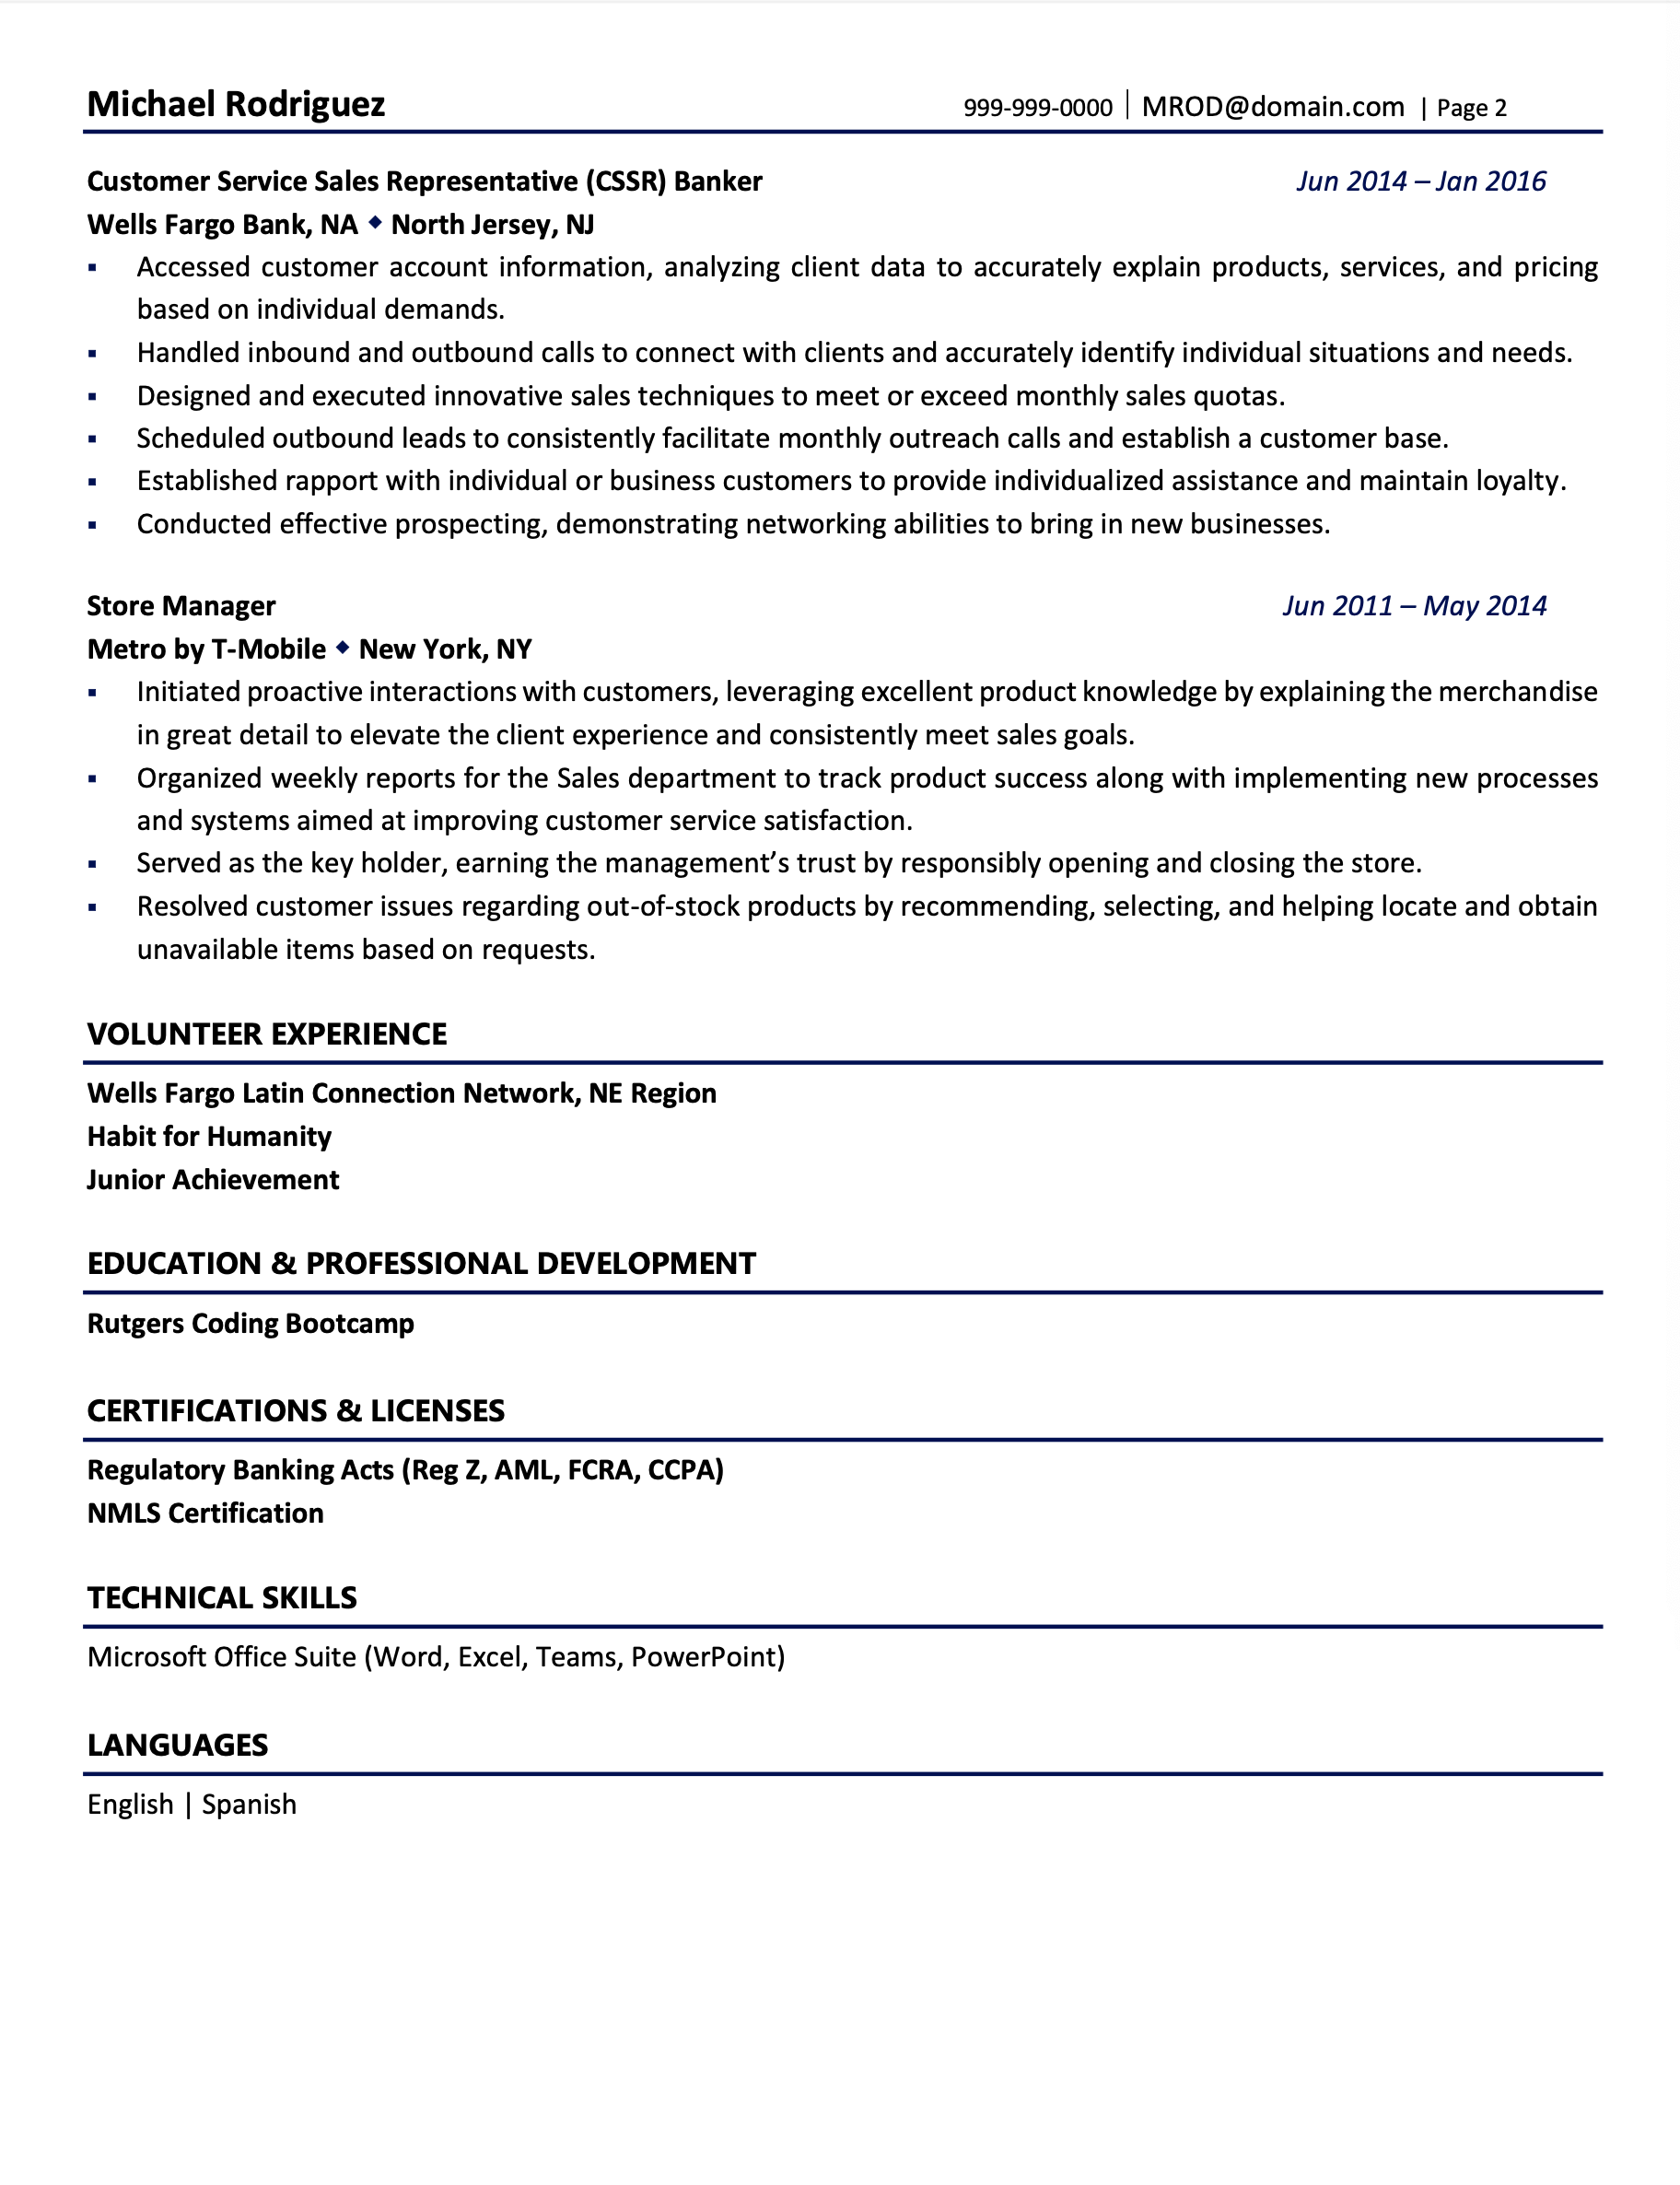 Michael Rodriguez 999-999-0000 | MROD@domain.com | Page 2
Customer Service Sales Representative (CSSR) Banker Jun 2014 – Jan 2016
Wells Fargo Bank, NA ◆ North Jersey, NJ
▪ Accessed customer account information, analyzing client data to accurately explain products, services, and pricing
based on individual demands.
▪ Handled inbound and outbound calls to connect with clients and accurately identify individual situations and needs.
▪ Designed and executed innovative sales techniques to meet or exceed monthly sales quotas.
▪ Scheduled outbound leads to consistently facilitate monthly outreach calls and establish a customer base.
▪ Established rapport with individual or business customers to provide individualized assistance and maintain loyalty.
▪ Conducted effective prospecting, demonstrating networking abilities to bring in new businesses.
Store Manager Jun 2011 – May 2014
Metro by T-Mobile ◆ New York, NY
▪ Initiated proactive interactions with customers, leveraging excellent product knowledge by explaining the merchandise
in great detail to elevate the client experience and consistently meet sales goals.
▪ Organized weekly reports for the Sales department to track product success along with implementing new processes
and systems aimed at improving customer service satisfaction.
▪ Served as the key holder, earning the management’s trust by responsibly opening and closing the store.
▪ Resolved customer issues regarding out-of-stock products by recommending, selecting, and helping locate and obtain
unavailable items based on requests.
VOLUNTEER EXPERIENCE
Wells Fargo Latin Connection Network, NE Region
Habit for Humanity
Junior Achievement
EDUCATION & PROFESSIONAL DEVELOPMENT
Rutgers Coding Bootcamp
CERTIFICATIONS & LICENSES
Regulatory Banking Acts (Reg Z, AML, FCRA, CCPA)
NMLS Certification
TECHNICAL SKILLS
Microsoft Office Suite (Word, Excel, Teams, PowerPoint)
LANGUAGES
English | Spanish